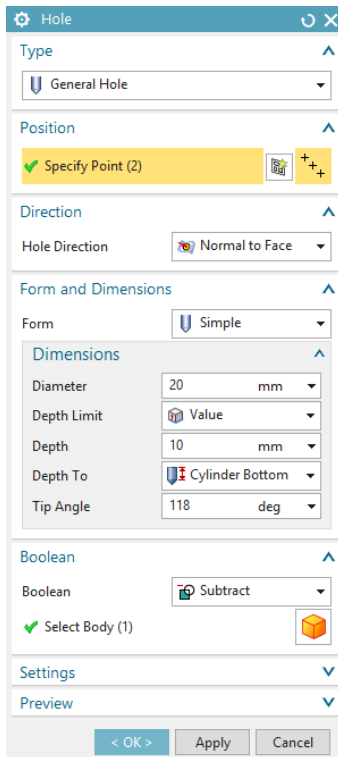 Hole
Type
General Hole
Position
Specify Point (2)
Direction
Hole Direction Normal to Face
Form and Dimensions
Form Simple
Dimensions
Diameter 20 mm
Depth Limit Value
Depth 10 mm
Depth To Cylinder Bottom
Tip Angle 118 deg
Boolean
Boolean Subtract
Select Body (1)
Settings
Preview
< OK > Apply Cancel